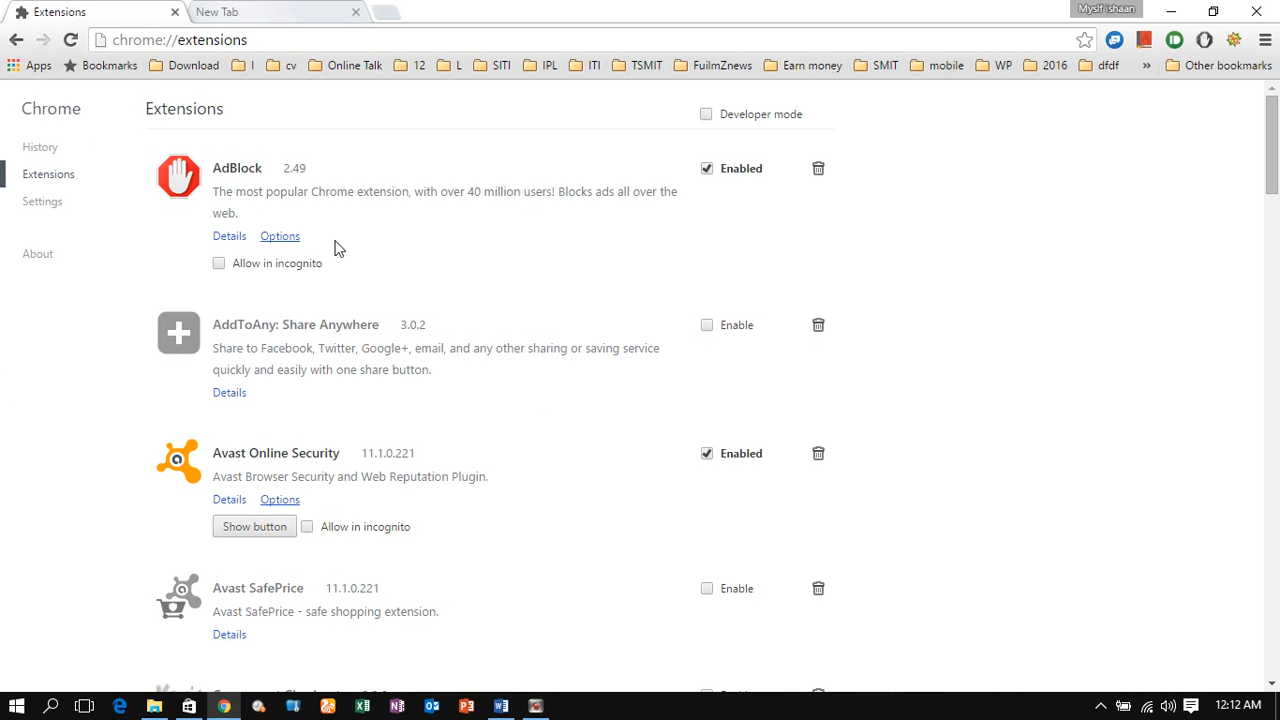 Extensions
New Tab
Myslf ishaan
chrome://extensions
Apps
Bookmarks
Download
I
cv
Online Talk
12
L
SITI
IPL
ITI
TSMIT
FuilmZnews
Earn money
SMIT
mobile
WP
2016
dfdf
»
Other bookmarks
Chrome
Extensions
Developer mode
History
Extensions
Settings
About
AdBlock 2.49
Enabled
The most popular Chrome extension, with over 40 million users! Blocks ads all over the
web.
Details Options
Allow in incognito
AddToAny: Share Anywhere 3.0.2
Enable
Share to Facebook, Twitter, Google+, email, and any other sharing or saving service
quickly and easily with one share button.
Details
Avast Online Security 11.1.0.221
Enabled
Avast Browser Security and Web Reputation Plugin.
Details Options
Show button Allow in incognito
Avast SafePrice 11.1.0.221
Enable
Avast SafePrice - safe shopping extension.
Details
12:12 AM